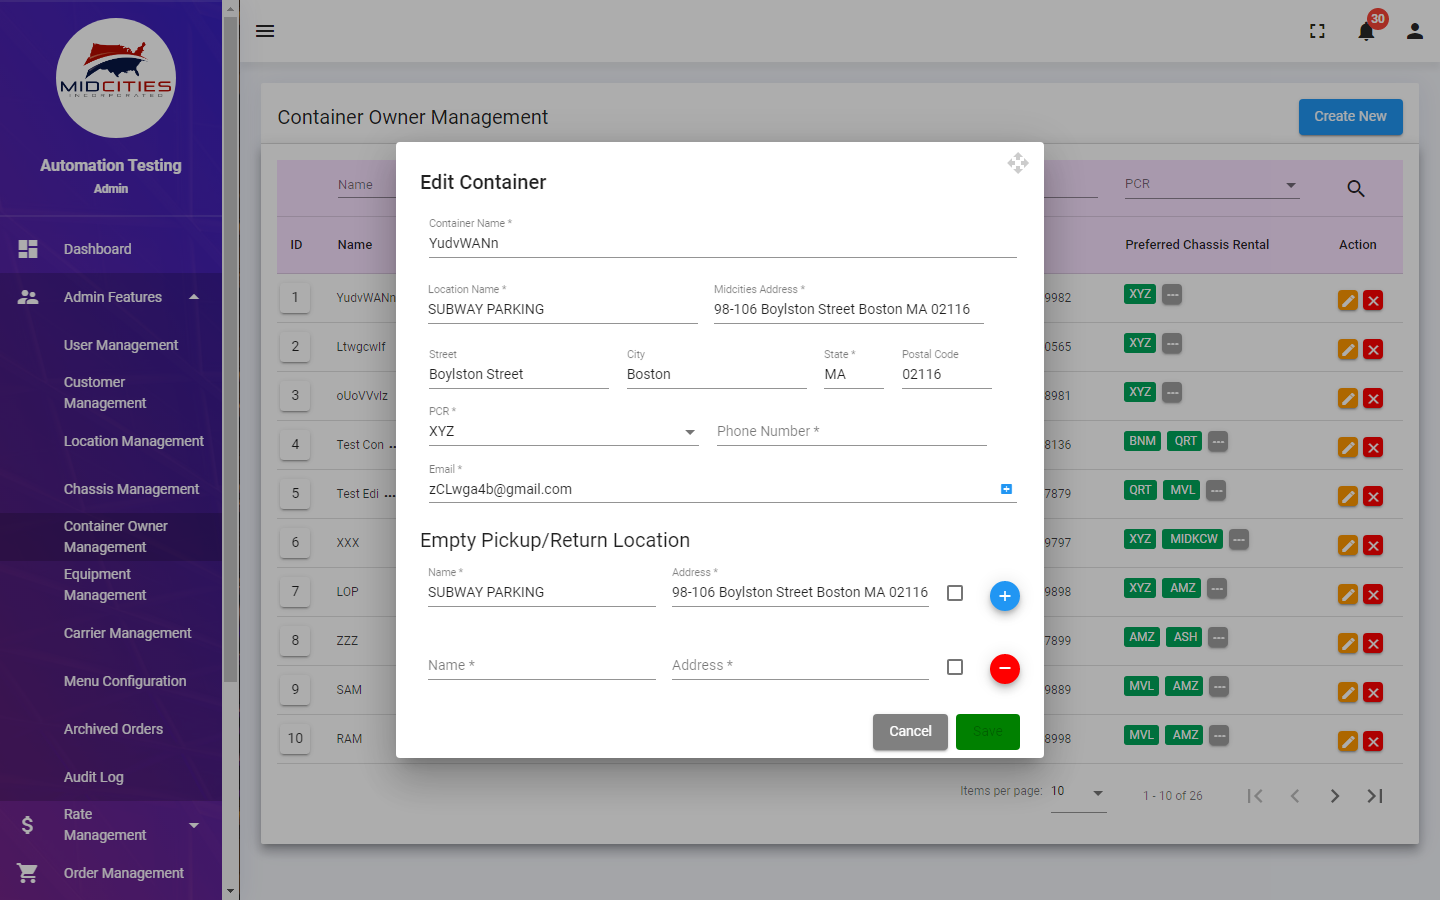 MIDCITIES
INCORPORATED
Automation Testing
Admin
Dashboard
Admin Features
User Management
Customer
Management
Location Management
Chassis Management
Container Owner
Management
Equipment
Management
Carrier Management
Menu Configuration
Archived Orders
Audit Log
Rate
Management
Order Management
30
Container Owner Management
Create New
Name
PCR
ID
Name
Preferred Chassis Rental
Action
1
YudvWANn
9982
XYZ
---
2
Ltwgcwlf
0565
XYZ
---
3
oUoVVvlz
8981
XYZ
---
4
Test Con ...
8136
BNM
QRT
---
5
Test Edi ...
7879
QRT
MVL
---
6
XXX
9797
XYZ
MIDKCW
---
7
LOP
9898
XYZ
AMZ
---
8
ZZZ
7899
AMZ
ASH
---
9
SAM
9889
MVL
AMZ
---
10
RAM
8998
MVL
AMZ
---
Items per page:
10
1 - 10 of 26
Edit Container
Container Name *
YudvWANn
Location Name *
SUBWAY PARKING
Midcities Address *
98-106 Boylston Street Boston MA 02116
Street
Boylston Street
City
Boston
State *
MA
Postal Code
02116
PCR *
XYZ
Phone Number *
Email *
zCLwga4b@gmail.com
Empty Pickup/Return Location
Name *
SUBWAY PARKING
Address *
98-106 Boylston Street Boston MA 02116
Name *
Address *
Cancel
Save